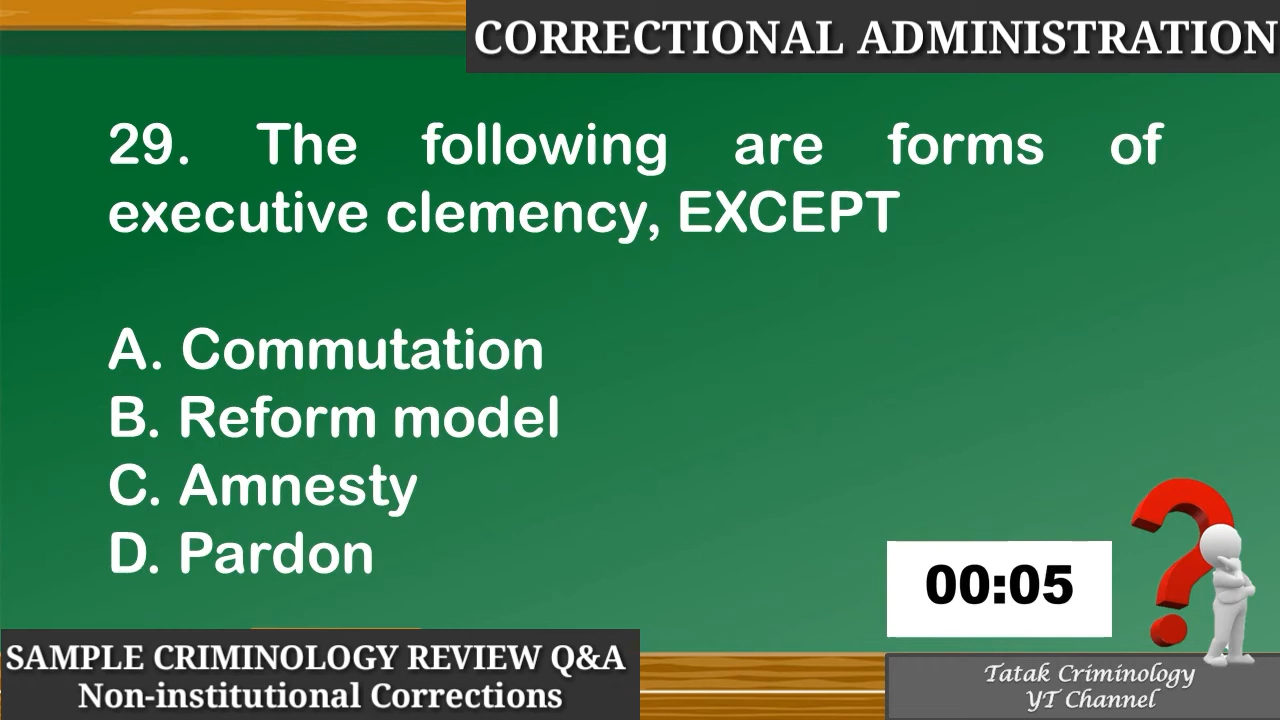 CORRECTIONAL ADMINISTRATION
29. The following are forms of
executive clemency, EXCEPT
A. Commutation
B. Reform model
C. Amnesty
D. Pardon
00:05
SAMPLE CRIMINOLOGY REVIEW Q&A
Non-institutional Corrections
Tatak Criminology
YT Channel